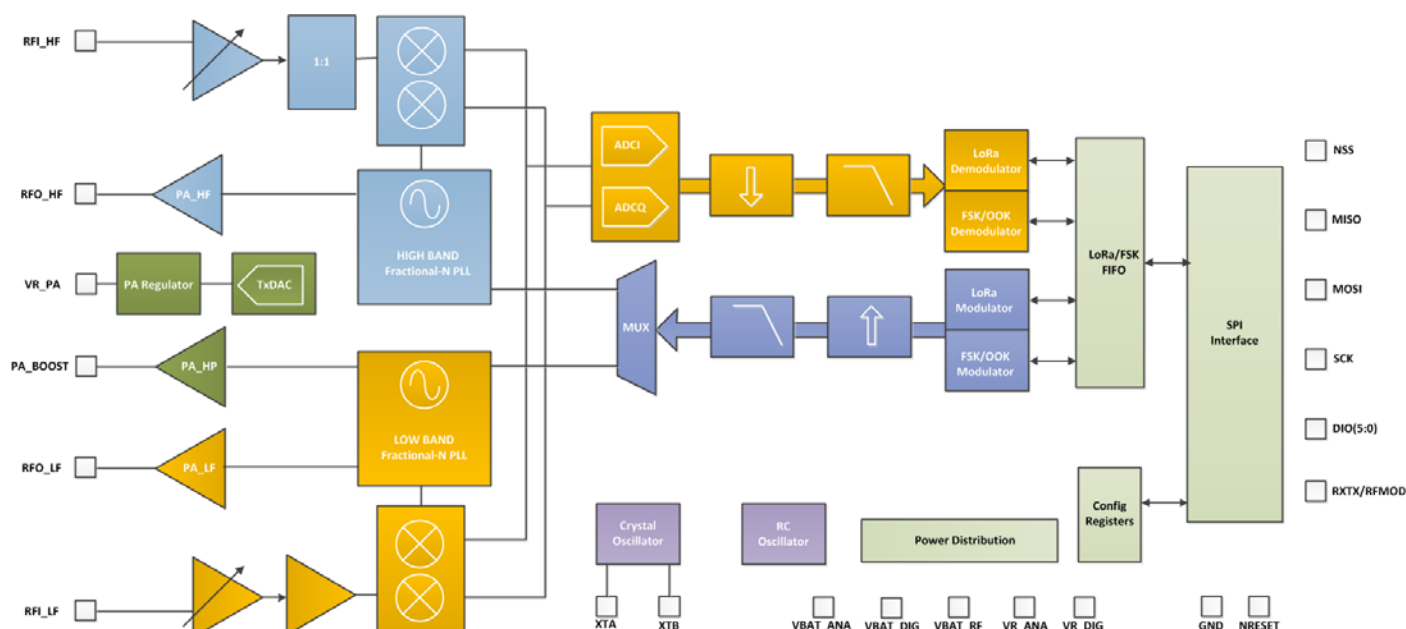 RFI_HF
1:1
ADCI
ADCQ
LoRa
Demodulator
FSK/OOK
Demodulator
NSS
RFO_HF
PA_HF
MISO
HIGH BAND
Fractional-N PLL
LoRa/FSK
FIFO
VR_PA
PA Regulator
TxDAC
MUX
LoRa
Modulator
FSK/OOK
Modulator
MOSI
SPI
Interface
PA_BOOST
PA_HP
SCK
LOW BAND
Fractional-N PLL
DIO(5:0)
RFO_LF
PA_LF
RXTX/RFMOD
Config
Registers
Crystal
Oscillator
RC
Oscillator
Power Distribution
RFI_LF
XTA
XTB
VBAT_ANA
VBAT_DIG
VBAT_RF
VR_ANA
VR_DIG
GND
NRESET